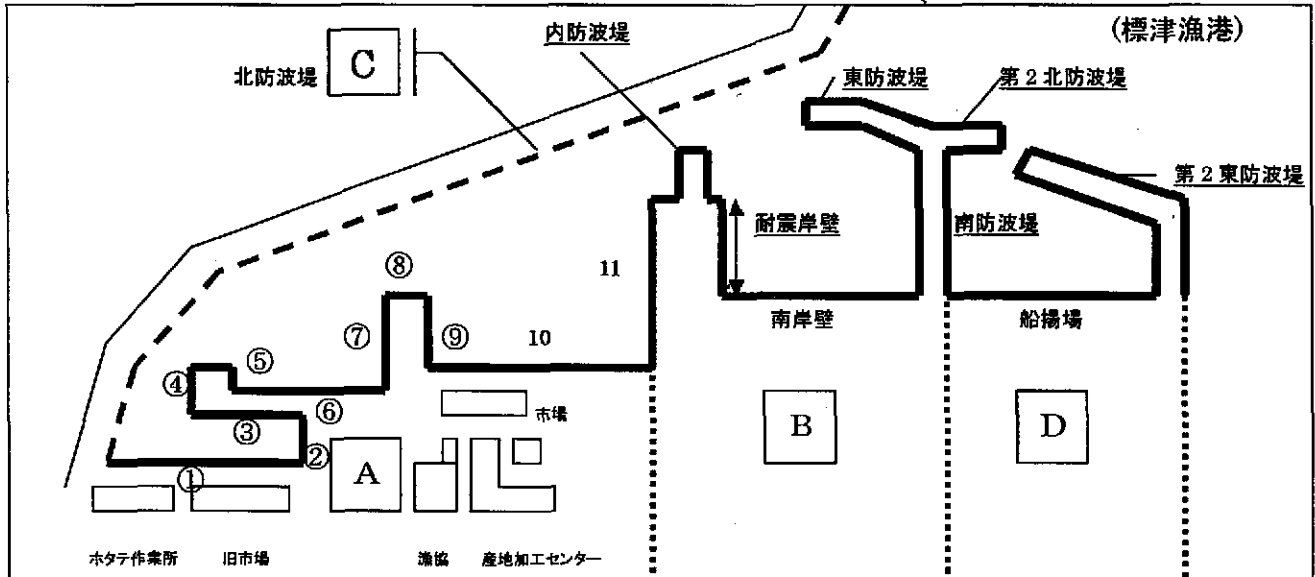 (標津漁港)
内防波堤
北防波堤
C
東防波堤
第2北防波堤
第2東防波堤
耐震岸壁
南防波堤
⑧
11
南岸壁
船揚場
⑦
⑨
10
⑤
④
⑥
③
②
①
市場
A
B
D
ホタテ作業所
旧市場
漁協
産地加工センター